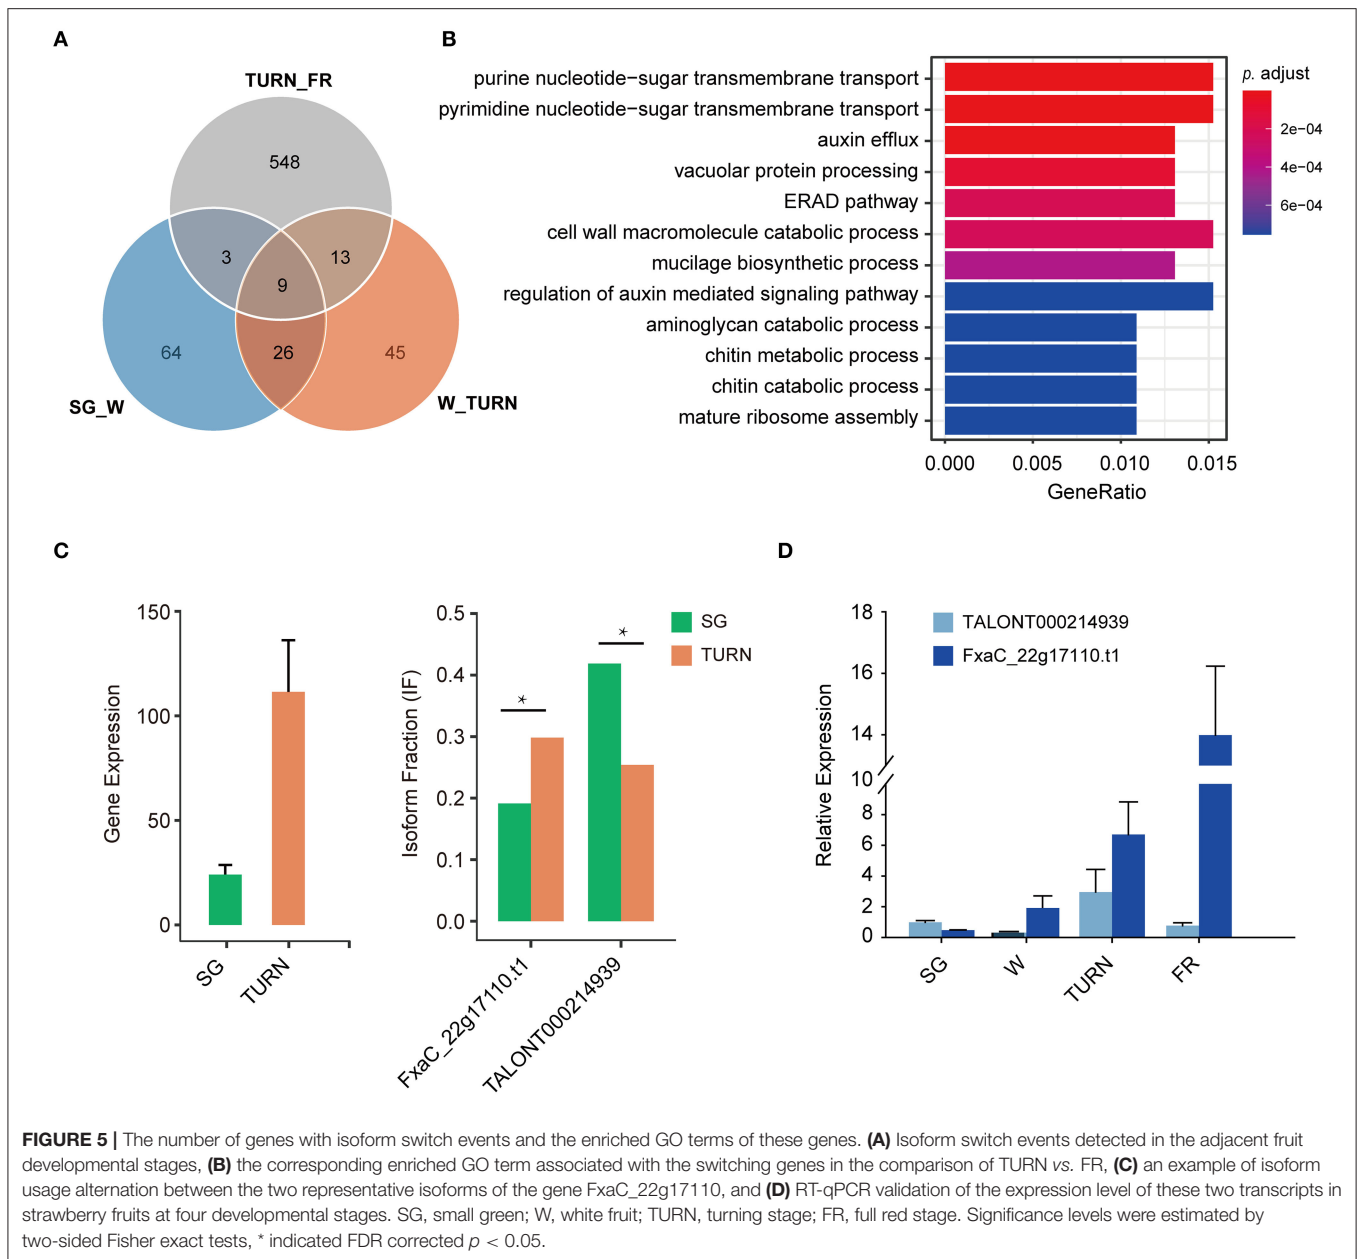 A
TURN_FR
548
3
13
9
64
26
45
SG_W
W_TURN
B
purine nucleotide−sugar transmembrane transport
pyrimidine nucleotide−sugar transmembrane transport
auxin efflux
vacuolar protein processing
ERAD pathway
cell wall macromolecule catabolic process
mucilage biosynthetic process
regulation of auxin mediated signaling pathway
aminoglycan catabolic process
chitin metabolic process
chitin catabolic process
mature ribosome assembly
0.000 0.005 0.010 0.015
GeneRatio
p. adjust
2e−04
4e−04
6e−04
C
Gene Expression
150
100
50
0
SG
TURN
Isoform Fraction (IF)
0.5
0.4
0.3
0.2
0.1
0.0
*
*
FxaC_22g17110.t1
TALONT000214939
SG
TURN
D
Relative Expression
18
16
14
10
8
6
4
2
0
TALONT000214939
FxaC_22g17110.t1
SG
W
TURN
FR
FIGURE 5 | The number of genes with isoform switch events and the enriched GO terms of these genes. (A) Isoform switch events detected in the adjacent fruit
developmental stages, (B) the corresponding enriched GO term associated with the switching genes in the comparison of TURN vs. FR, (C) an example of isoform
usage alternation between the two representative isoforms of the gene FxaC_22g17110, and (D) RT-qPCR validation of the expression level of these two transcripts in
strawberry fruits at four developmental stages. SG, small green; W, white fruit; TURN, turning stage; FR, full red stage. Significance levels were estimated by
two-sided Fisher exact tests, * indicated FDR corrected p < 0.05.